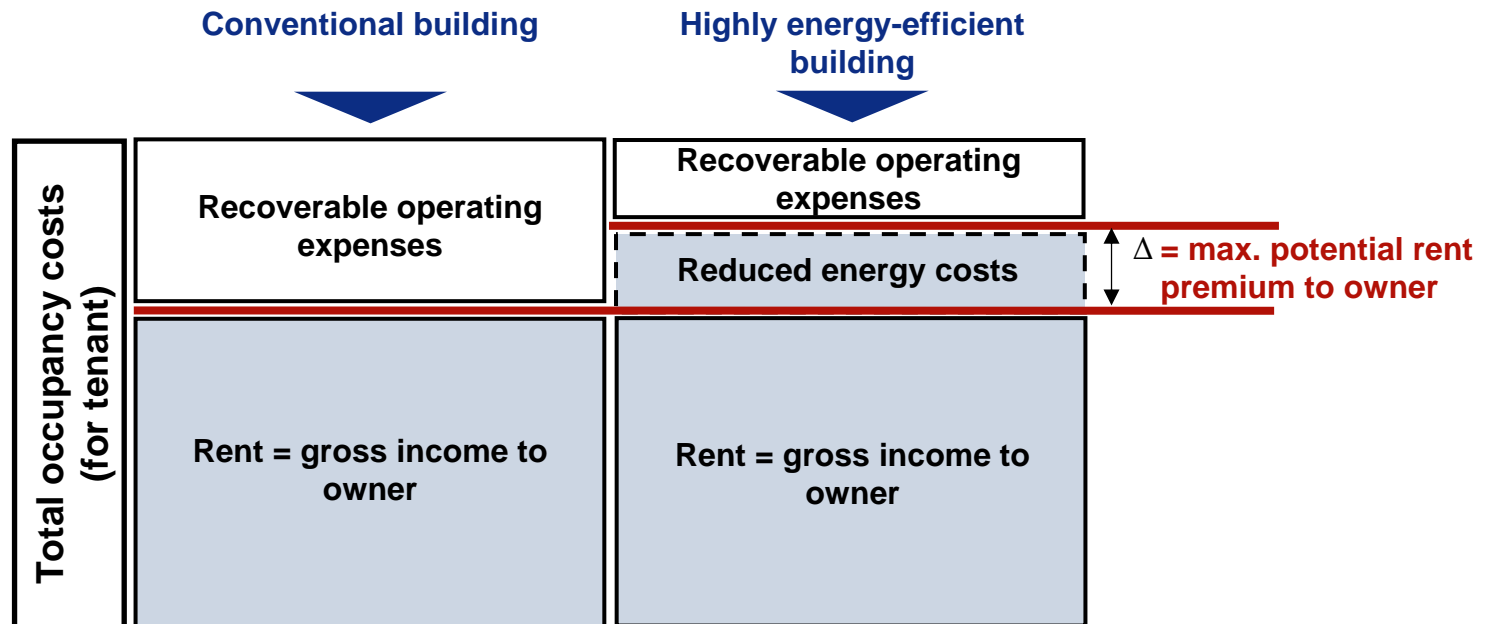 Conventional building
Highly energy-efficient
building
Total occupancy costs
(for tenant)
Recoverable operating
expenses
Recoverable operating
expenses
Reduced energy costs
Δ = max. potential rent
premium to owner
Rent = gross income to
owner
Rent = gross income to
owner